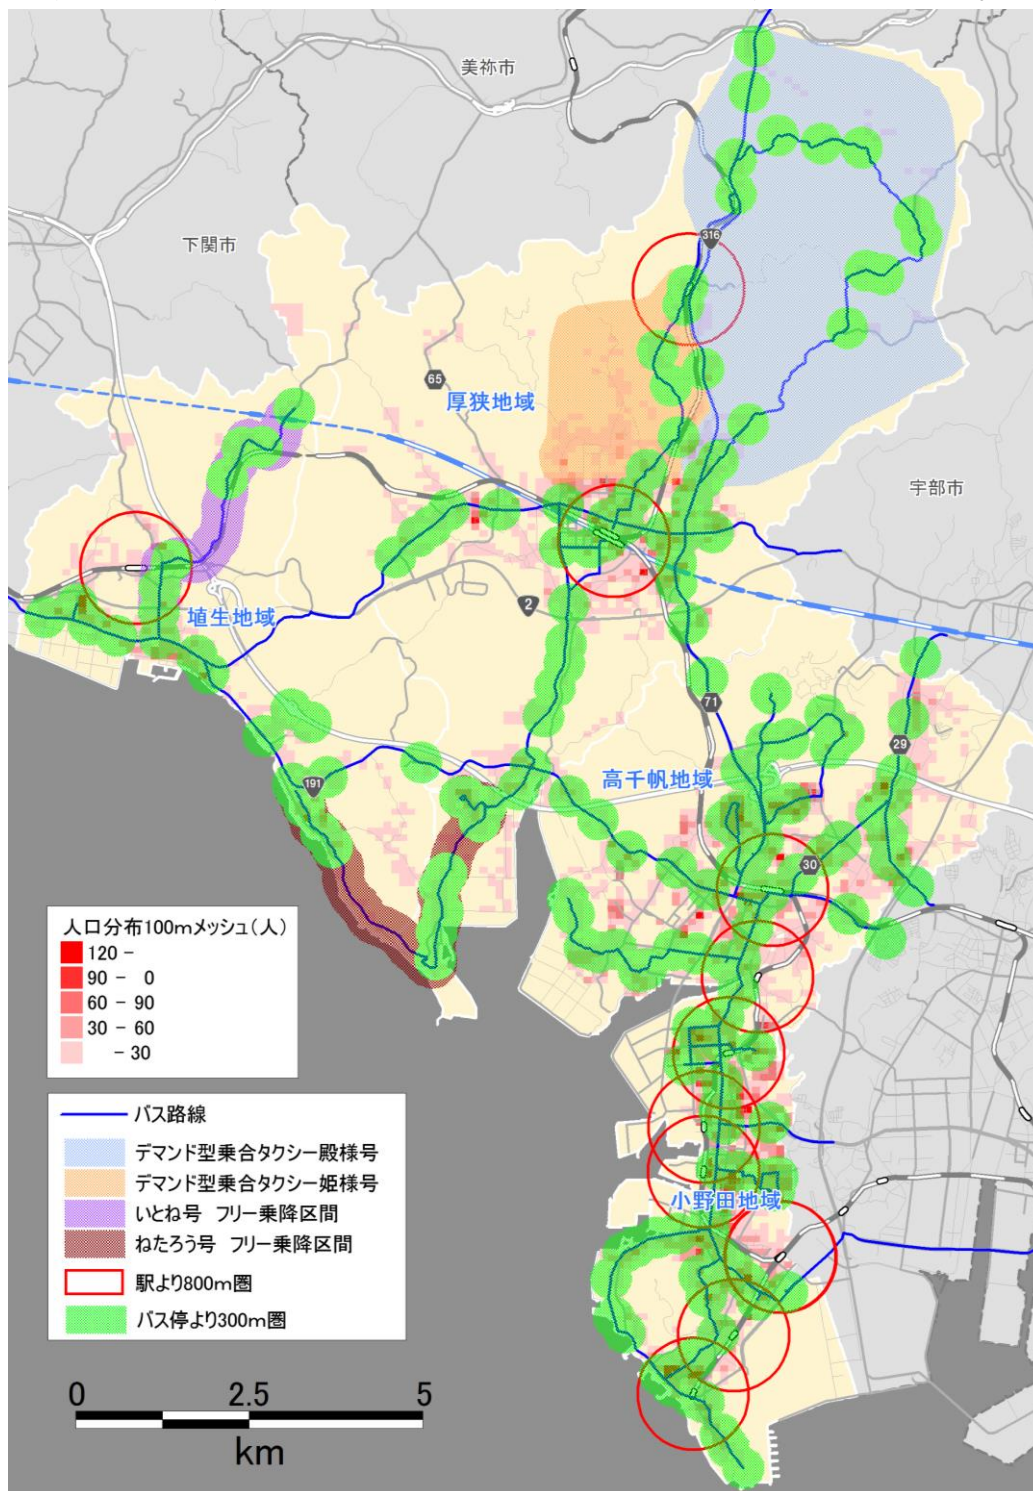 美祢市
下関市
316
65
厚狭地域
宇部市
2
埴生地域
71
29
191
高千帆地域
30
人口分布100mメッシュ(人)
120 -
90 - 0
60 - 90
30 - 60
- 30
バス路線
デマンド型乗合タクシー殿様号
デマンド型乗合タクシー姫様号
いとね号 フリー乗降区間
ねたろう号 フリー乗降区間
駅より800m圏
バス停より300m圏
小野田地域
0 2.5 5
km